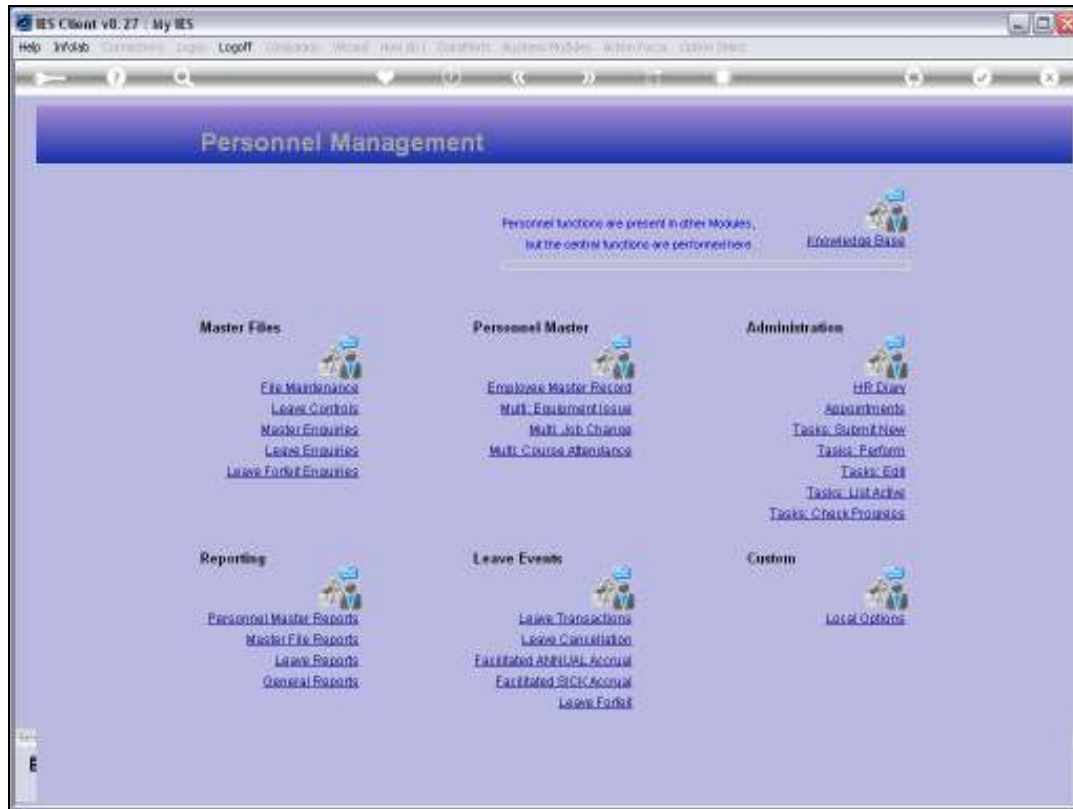 IES Client v8.27 : My IES
Help Infolab Logoff
Personnel Management
Personnel functions are present in other Modules,
but the central functions are performed here
Knowledge Base
Master Files
File Maintenance
Leave Controls
Master Enquiries
Leave Enquiries
Leave Forfeit Enquiries
Personnel Master
Employee Master Record
Multi: Equipment Issue
Multi: Job Change
Multi: Course Attendance
Administration
HR Diary
Appointments
Tasks: Submit New
Tasks: Perform
Tasks: Edit
Tasks: List Active
Tasks: Check Progress
Reporting
Personnel Master Reports
Master File Reports
Leave Reports
General Reports
Leave Events
Leave Transactions
Leave Cancellation
Facilitated ANNUAL Accrual
Facilitated SICK Accrual
Leave Forfeit
Custom
Local Options